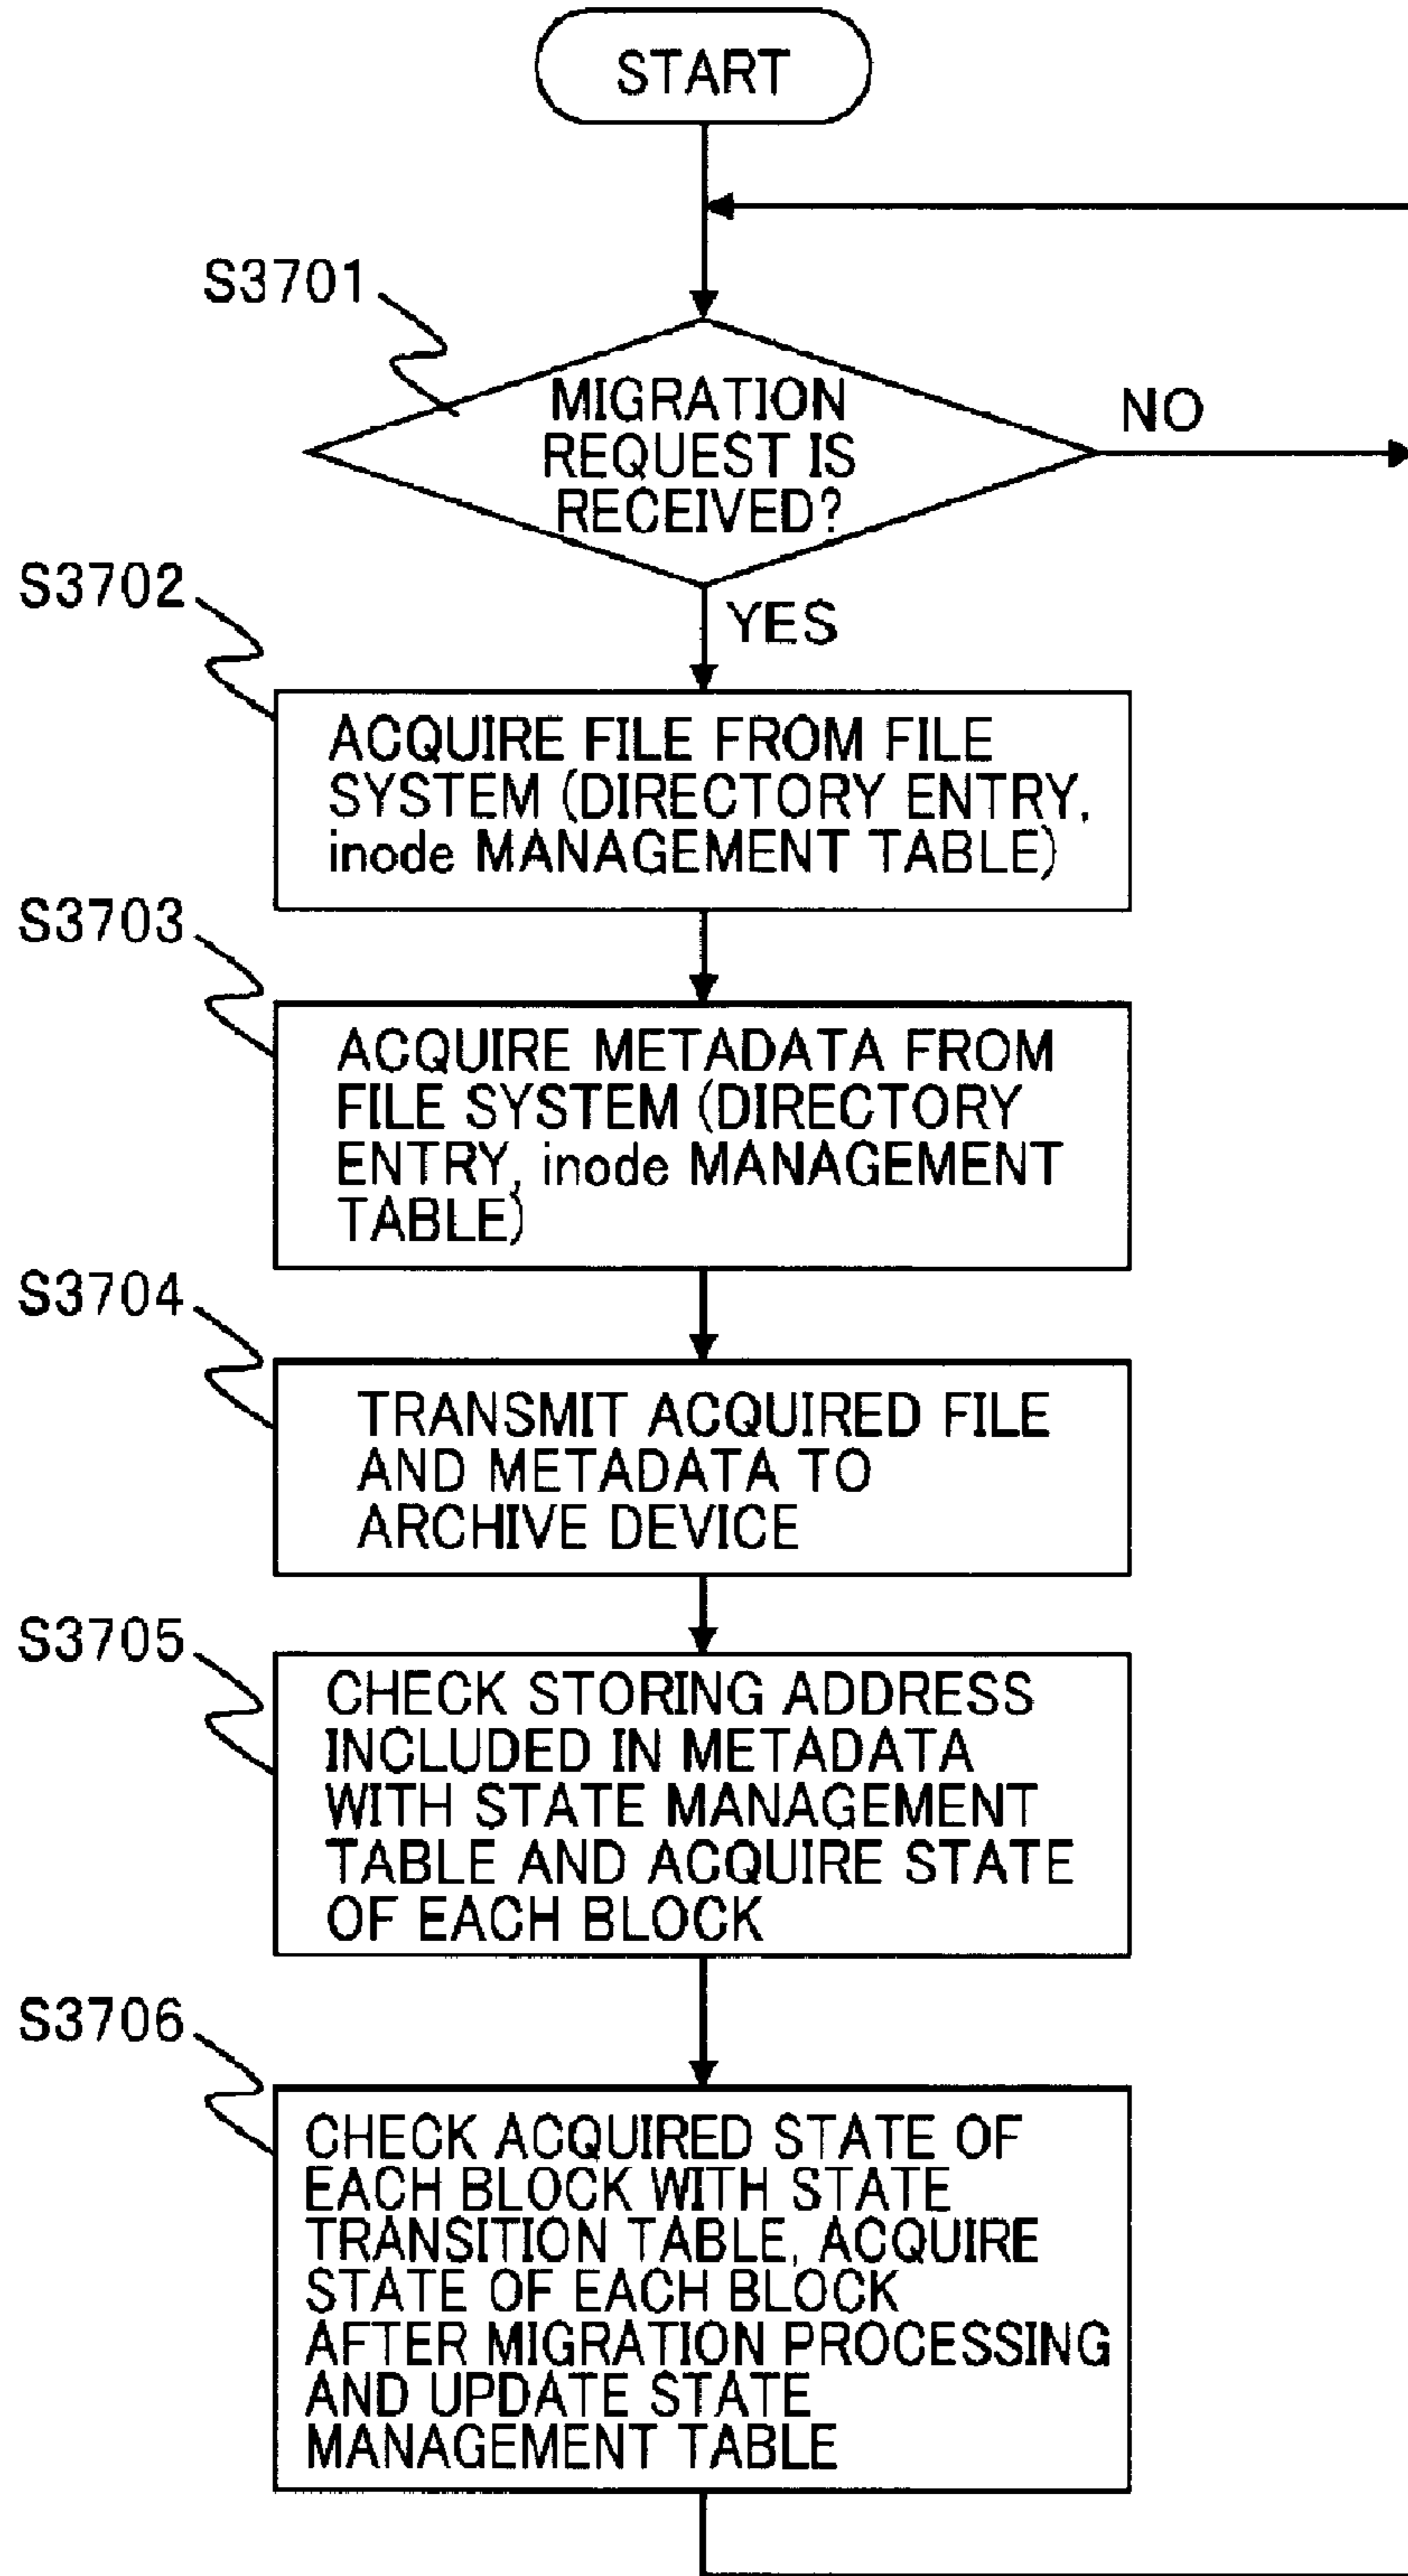 START
S3701
MIGRATION
REQUEST IS
RECEIVED?
NO
YES
S3702
ACQUIRE FILE FROM FILE
SYSTEM (DIRECTORY ENTRY,
inode MANAGEMENT TABLE)
S3703
ACQUIRE METADATA FROM
FILE SYSTEM (DIRECTORY
ENTRY, inode MANAGEMENT
TABLE)
S3704
TRANSMIT ACQUIRED FILE
AND METADATA TO
ARCHIVE DEVICE
S3705
CHECK STORING ADDRESS
INCLUDED IN METADATA
WITH STATE MANAGEMENT
TABLE AND ACQUIRE STATE
OF EACH BLOCK
S3706
CHECK ACQUIRED STATE OF
EACH BLOCK WITH STATE
TRANSITION TABLE, ACQUIRE
STATE OF EACH BLOCK
AFTER MIGRATION PROCESSING
AND UPDATE STATE
MANAGEMENT TABLE